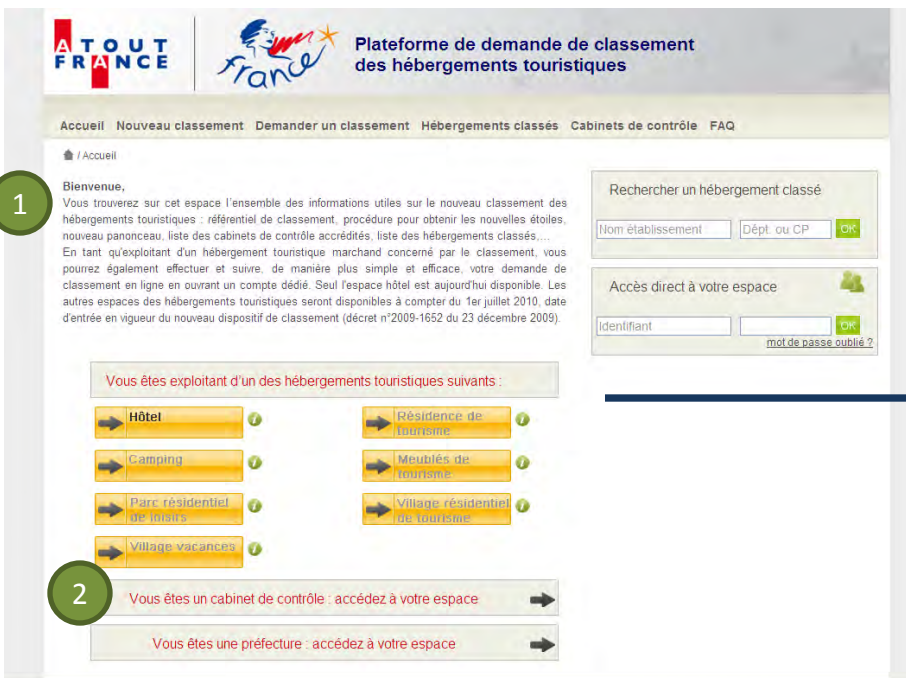 ATOUT
FRANCE
France
Plateforme de demande de classement
des hébergements touristiques
Accueil Nouveau classement Demander un classement Hébergements classés Cabinets de contrôle FAQ
/ Accueil
1
Bienvenue,
Vous trouverez sur cet espace l'ensemble des informations utiles sur le nouveau classement des
hébergements touristiques : référentiel de classement, procédure pour obtenir les nouvelles étoiles,
nouveau panonceau, liste des cabinets de contrôle accrédités, liste des hébergements classés,...
En tant qu'exploitant d'un hébergement touristique marchand concerné par le classement, vous
pourrez également effectuer et suivre, de manière plus simple et efficace, votre demande de
classement en ligne en ouvrant un compte dédié. Seul l'espace hôtel est aujourd'hui disponible. Les
autres espaces des hébergements touristiques seront disponibles à compter du 1er juillet 2010, date
d'entrée en vigueur du nouveau dispositif de classement (décret n°2009-1652 du 23 décembre 2009).
Rechercher un hébergement classé
Nom établissement Dépt. ou CP OK
Accès direct à votre espace
Identifiant OK
mot de passe oublié ?
Vous êtes exploitant d'un des hébergements touristiques suivants :
Hôtel
Résidence de
tourisme
Camping
Meublés de
tourisme
Parc résidentiel
de loisirs
Village résidentiel
de tourisme
Village vacances
2
Vous êtes un cabinet de contrôle : accédez à votre espace
Vous êtes une préfecture : accédez à votre espace